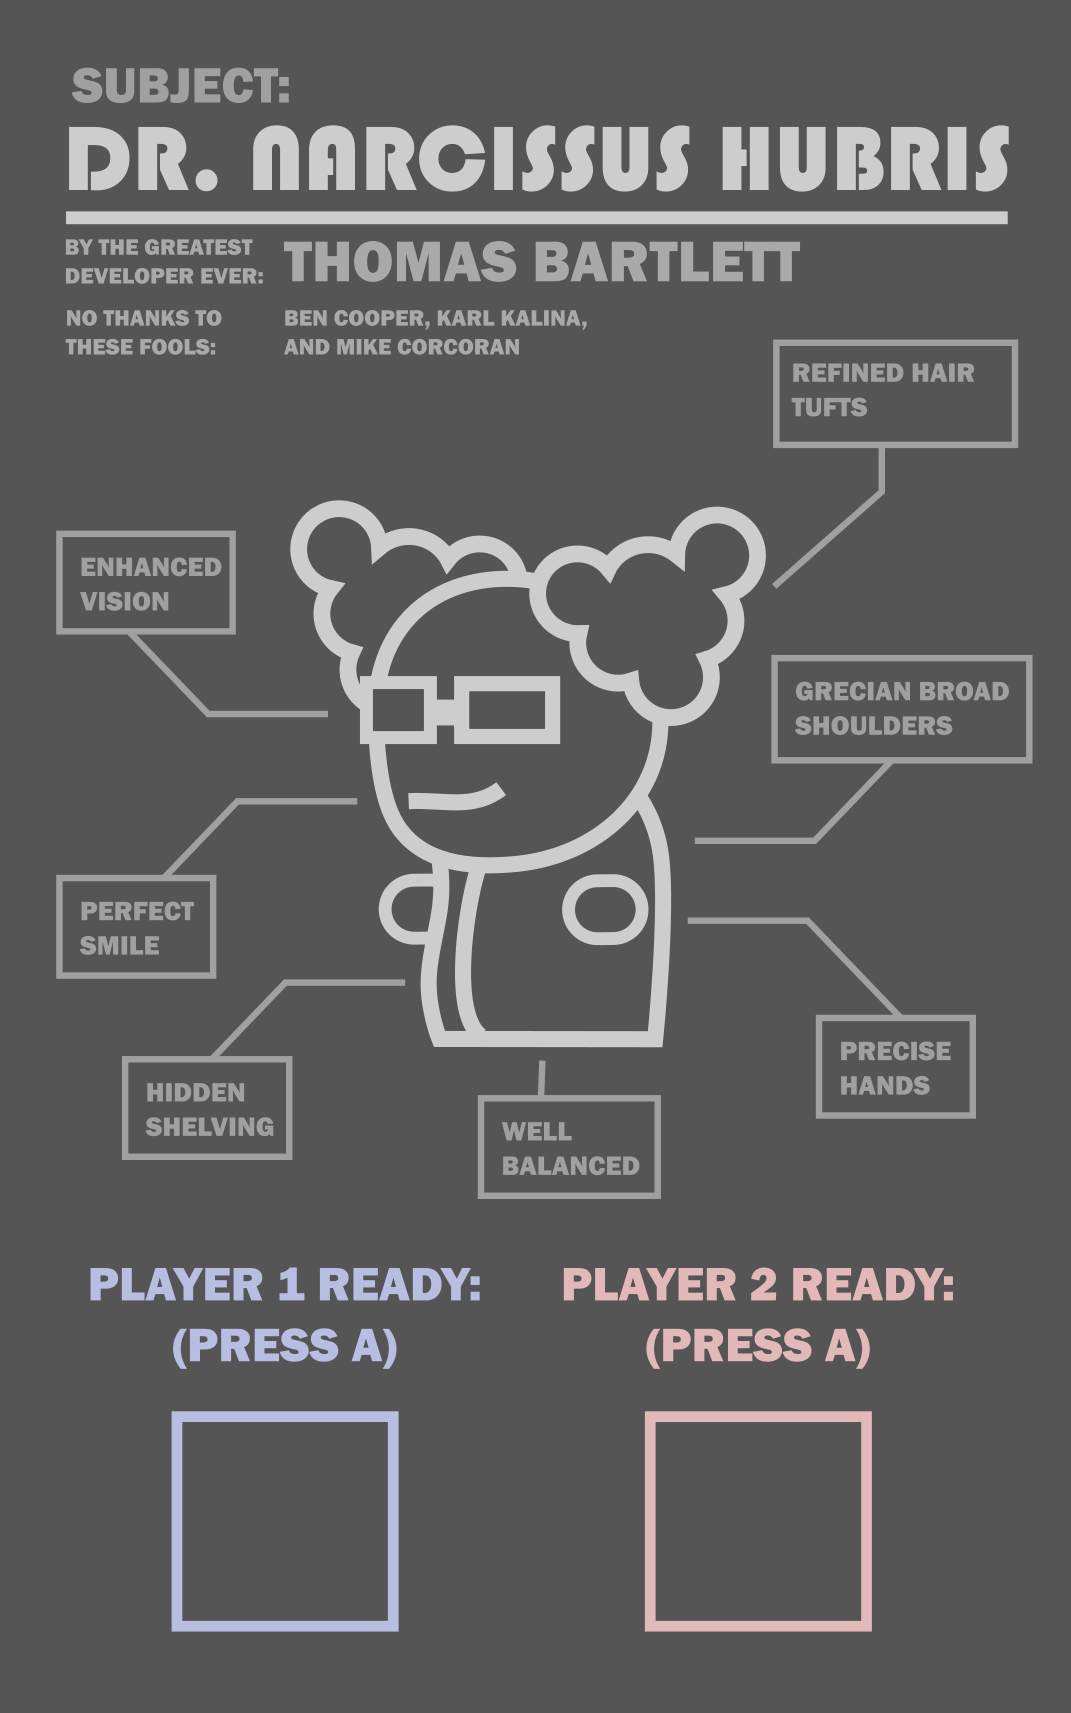 SUBJECT:
DR. NARCISSUS HUBRIS
BY THE GREATEST
DEVELOPER EVER:
THOMAS BARTLETT
NO THANKS TO
THESE FOOLS:
BEN COOPER, KARL KALINA,
AND MIKE CORCORAN
REFINED HAIR
TUFTS
ENHANCED
VISION
GRECIAN BROAD
SHOULDERS
PERFECT
SMILE
PRECISE
HANDS
HIDDEN
SHELVING
WELL
BALANCED
PLAYER 1 READY:
(PRESS A)
PLAYER 2 READY:
(PRESS A)